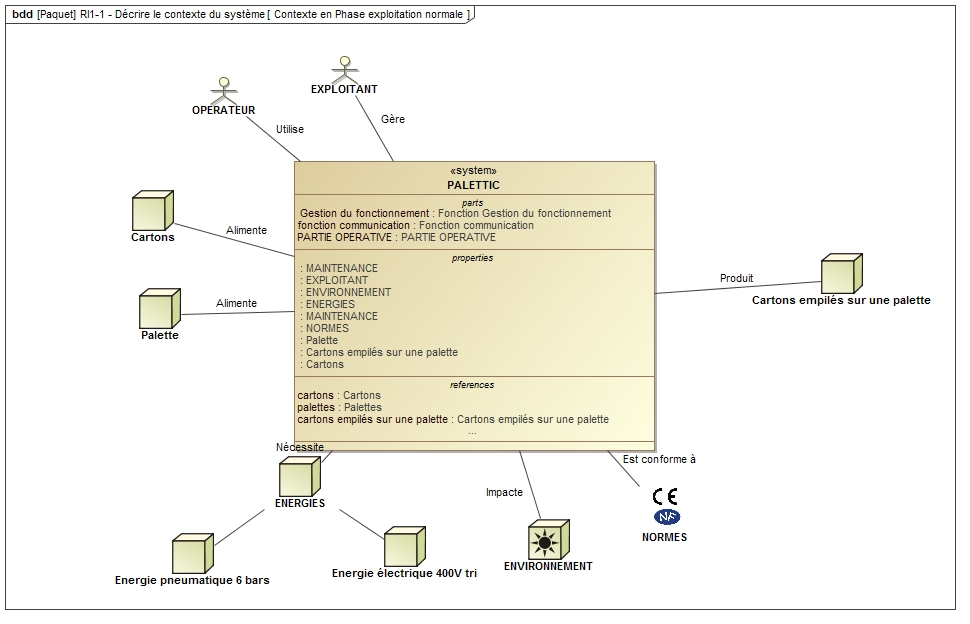 bdd [Paquet] RI1-1 - Décrire le contexte du système [ Contexte en Phase exploitation normale ]
EXPLOITANT
OPERATEUR
Gère
Utilise
«system»
PALETTIC
parts
Gestion du fonctionnement : Fonction Gestion du fonctionnement
fonction communication : Fonction communication
PARTIE OPERATIVE : PARTIE OPERATIVE
Cartons
Alimente
properties
: MAINTENANCE
: EXPLOITANT
: ENVIRONNEMENT
: ENERGIES
: MAINTENANCE
: NORMES
: Palette
: Cartons empilés sur une palette
: Cartons
Produit
Cartons empilés sur une palette
Alimente
Palette
references
cartons : Cartons
palettes : Palettes
cartons empilés sur une palette : Cartons empilés sur une palette
...
Nécessite
Est conforme à
Impacte
ENERGIES
CE
NF
NORMES
ENVIRONNEMENT
Energie pneumatique 6 bars
Energie électrique 400V tri